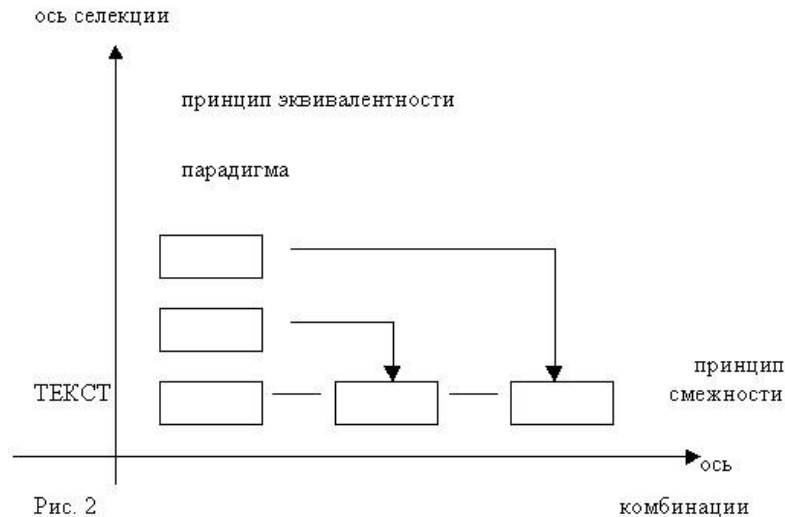 ось селекции
принцип эквивалентности
парадигма
принцип
ТЕКСТ
смежности
ось
Рис. 2
комбинации